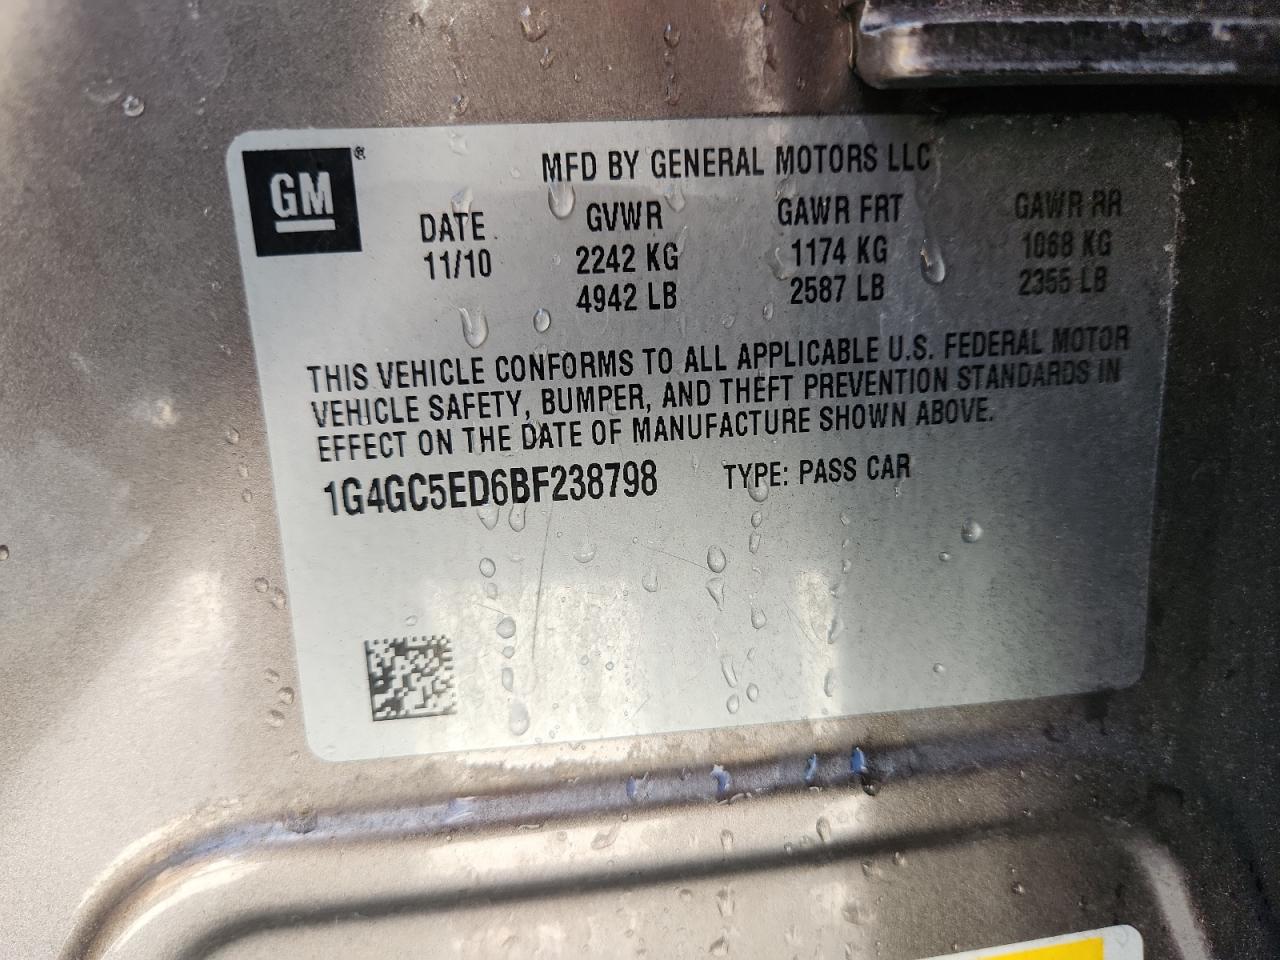 GM ®
MFD BY GENERAL MOTORS LLC
DATE GVWR GAWR FRT GAWR RR
11/10 2242 KG 1174 KG 1068 KG
4942 LB 2587 LB 2355 LB
THIS VEHICLE CONFORMS TO ALL APPLICABLE U.S. FEDERAL MOTOR
VEHICLE SAFETY, BUMPER, AND THEFT PREVENTION STANDARDS IN
EFFECT ON THE DATE OF MANUFACTURE SHOWN ABOVE.
1G4GC5ED6BF238798 TYPE: PASS CAR